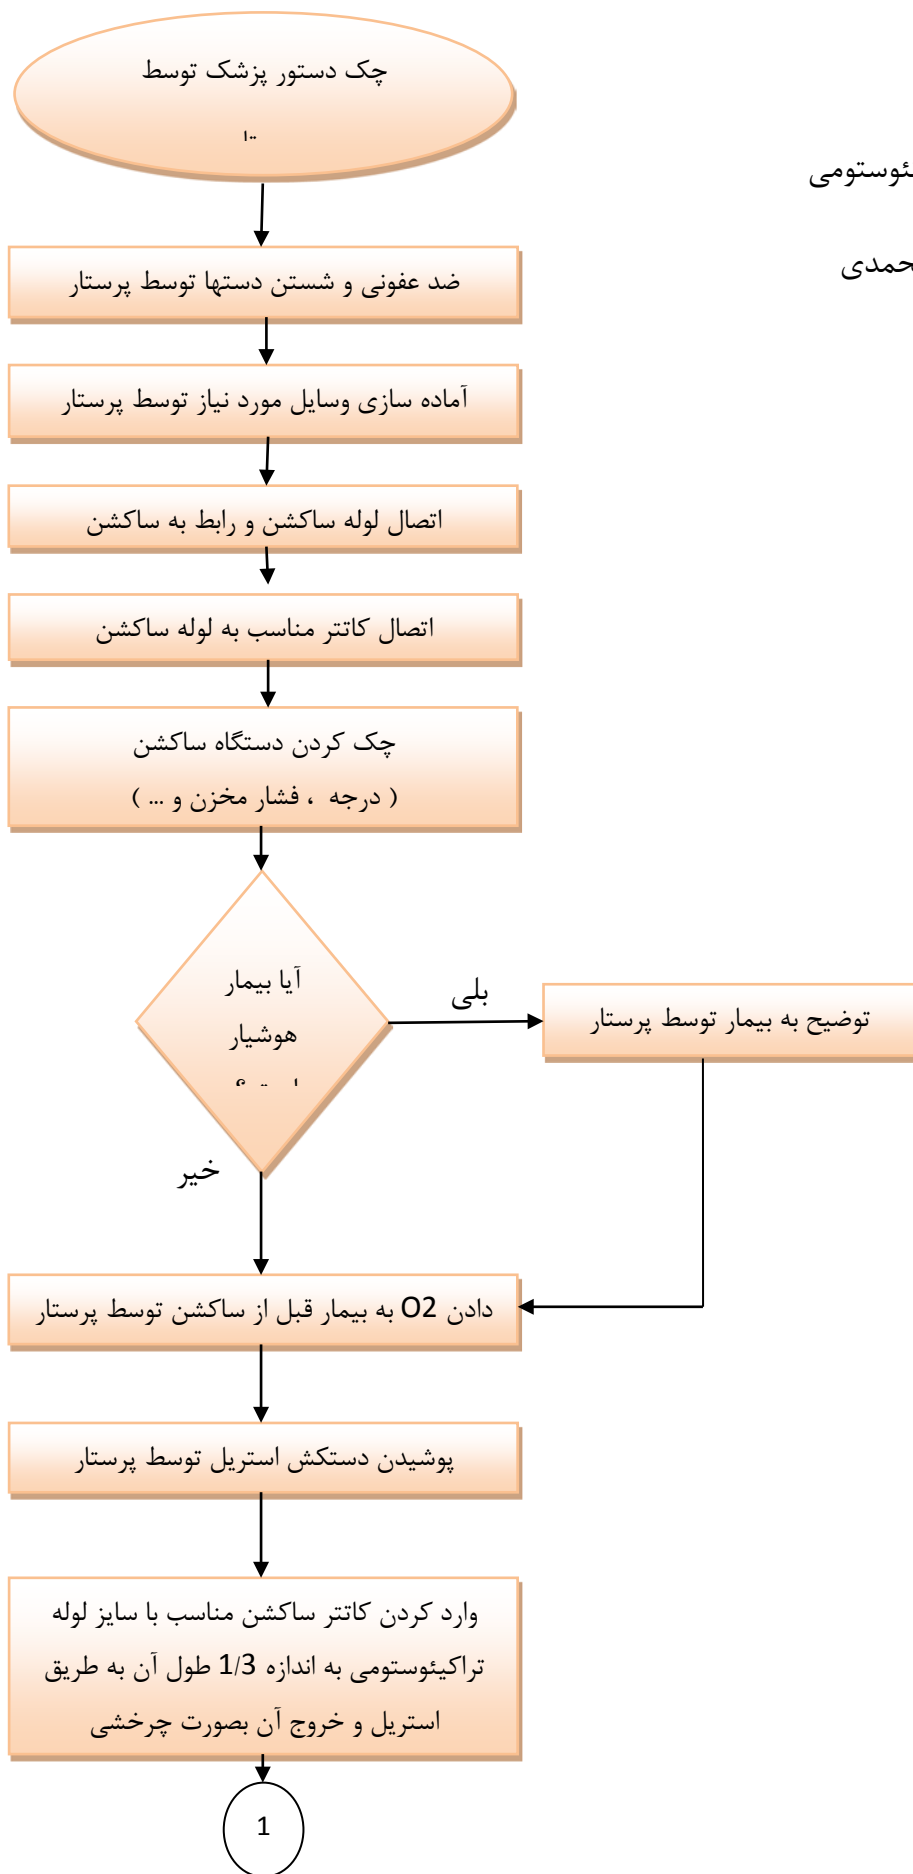 چک دستور پزشک توسط
ضد عفونی و شستن دستها توسط پرستار
آماده سازی وسایل مورد نیاز توسط پرستار
اتصال لوله ساکشن و رابط به ساکشن
اتصال کاتتر مناسب به لوله ساکشن
چک کردن دستگاه ساکشن
( درجه ، فشار مخزن و ... )
آیا بیمار
هوشیار
بلی
توضیح به بیمار توسط پرستار
خیر
دادن O2 به بیمار قبل از ساکشن توسط پرستار
پوشیدن دستکش استریل توسط پرستار
وارد کردن کاتتر ساکشن مناسب با سایز لوله
تراکیئوستومی به اندازه 1/3 طول آن به طریق
استریل و خروج آن بصورت چرخشی
1